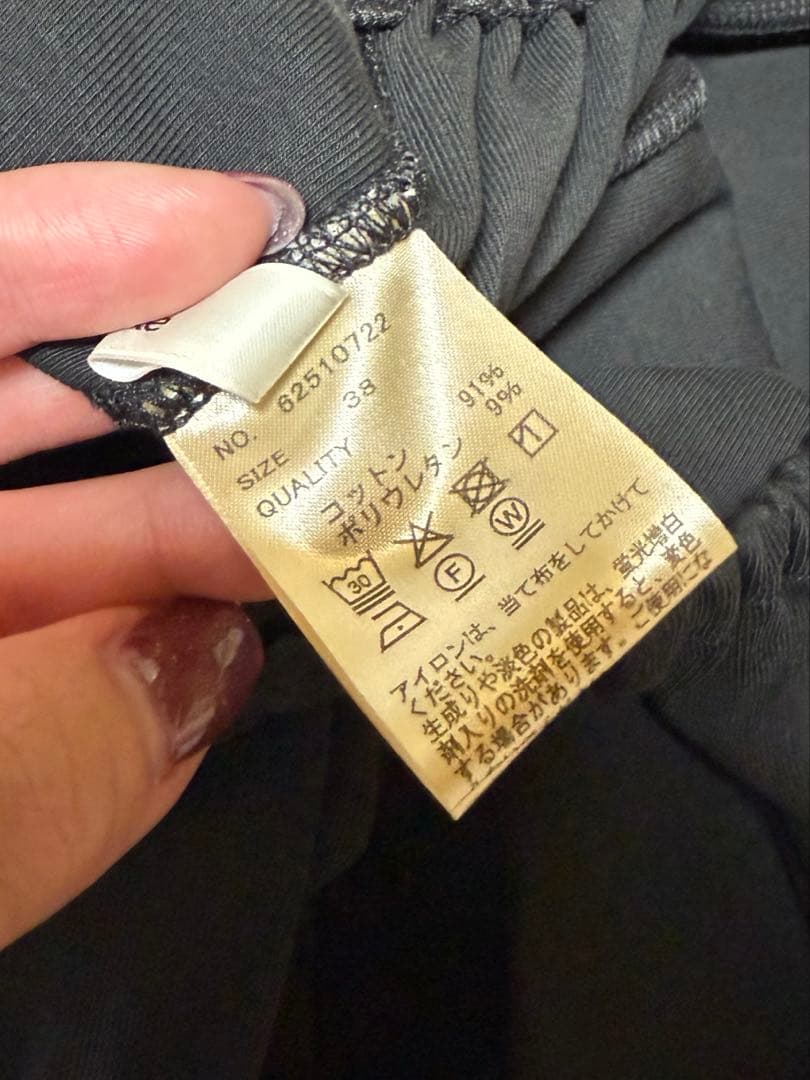 NO. 62510722
SIZE 38
QUALITY
コットン 91%
ポリウレタン 9%
30
F W
アイロンは、当て布をしてかけて
ください。
生成りや淡色の製品は、蛍光増白
剤入りの洗剤を使用すると、変色
する場合があります。ご使用にな